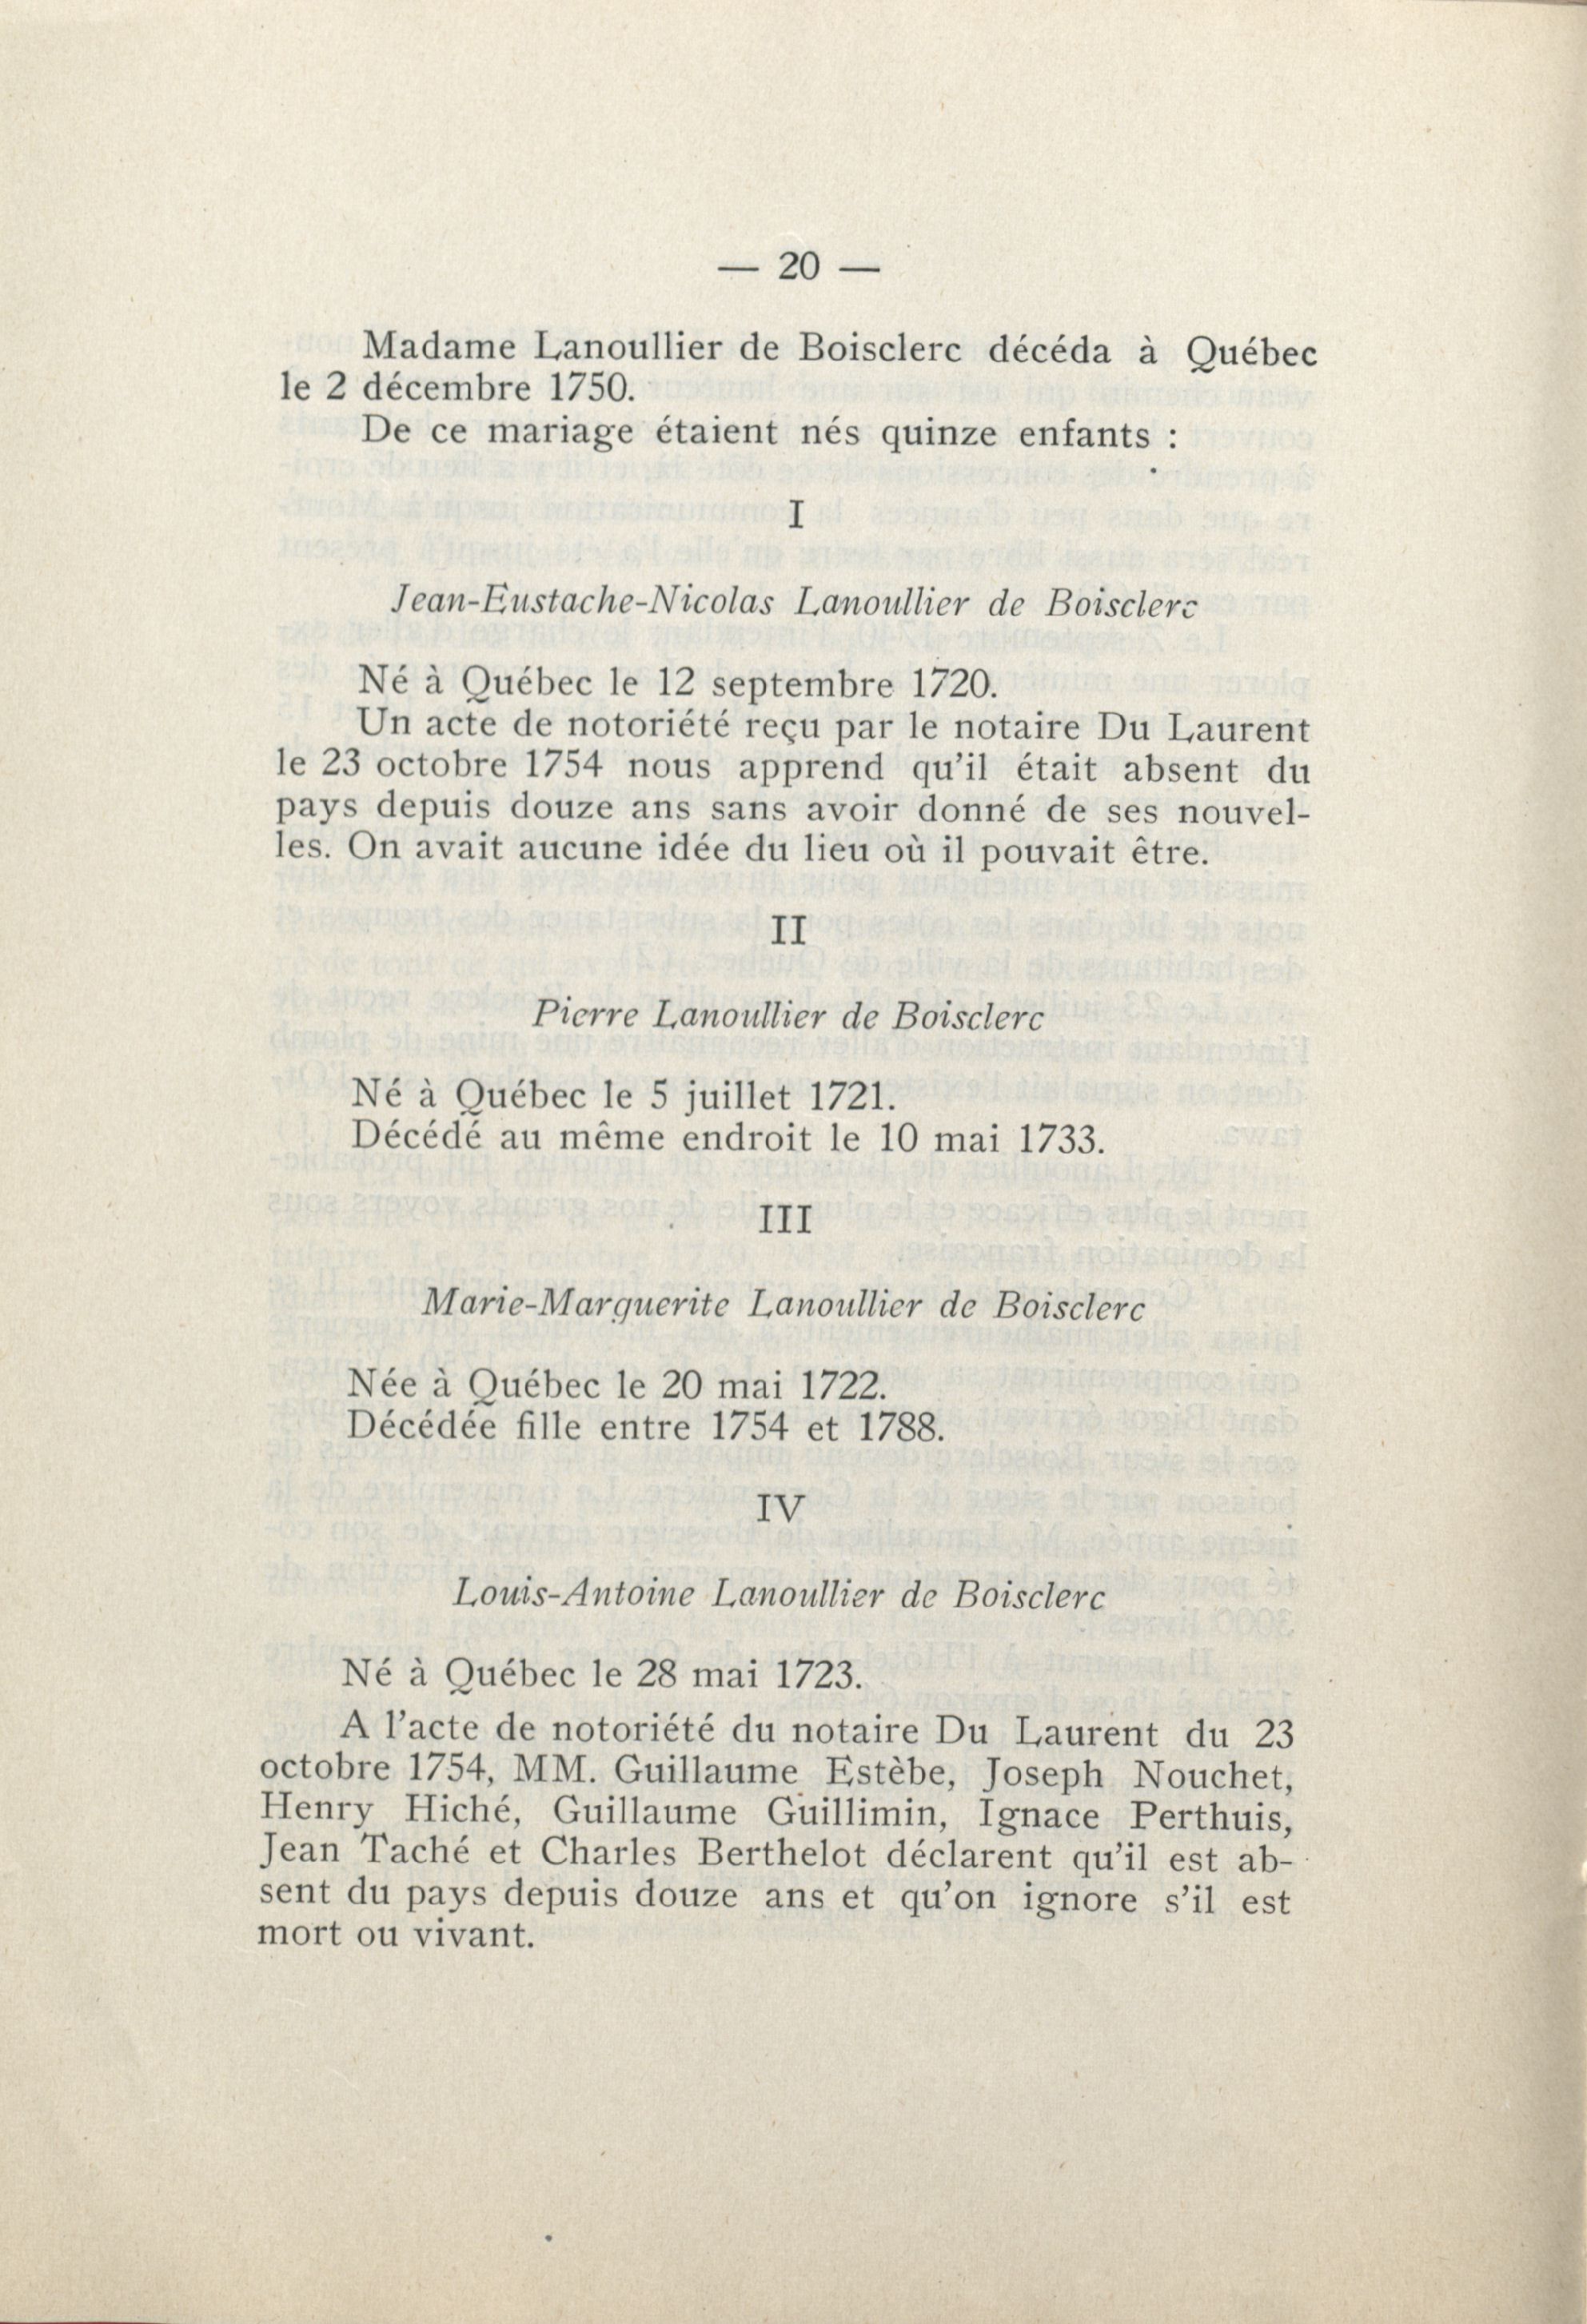 — 20 —
Madame Lanoullier de Boisclerc décéda à Québec
le 2 décembre 1750.
De ce mariage étaient nés quinze enfants :
I
Jean-Eustache-Nicolas Lanoullier de Boisclerc
Né à Québec le 12 septembre 1720.
Un acte de notoriété reçu par le notaire Du Laurent
le 23 octobre 1754 nous apprend qu'il était absent du
pays depuis douze ans sans avoir donné de ses nouvel-
les. On avait aucune idée du lieu où il pouvait être.
II
Pierre Lanoullier de Boisclerc
Né à Québec le 5 juillet 1721.
Décédé au même endroit le 10 mai 1733.
III
Marie-Marguerite Lanoullier de Boisclerc
Née à Québec le 20 mai 1722.
Décédée fille entre 1754 et 1788.
IV
Louis-Antoine Lanoullier de Boisclerc
Né à Québec le 28 mai 1723.
A l'acte de notoriété du notaire Du Laurent du 23
octobre 1754, MM. Guillaume Estèbe, Joseph Nouchet,
Henry Hiché, Guillaume Guillimin, Ignace Perthuis,
Jean Taché et Charles Berthelot déclarent qu'il est ab-
sent du pays depuis douze ans et qu'on ignore s'il est
mort ou vivant.